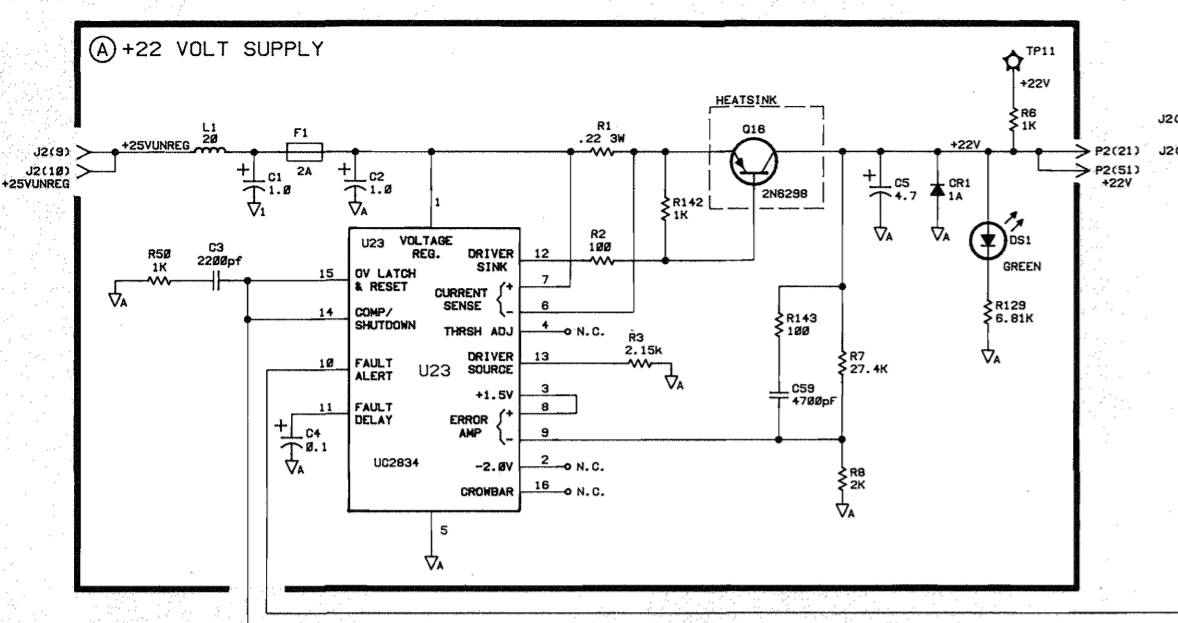 A +22 VOLT SUPPLY
TP11
+22V
R6
1K
HEATSINK
Q16
2N6298
J2(9)
J2(10)
+25VUNREG
+25VUNREG
L1
20
F1
2A
R1
.22 3W
+22V
P2(21)
P2(51)
+22V
J2(
J2(
+
C1
1.0
1
+
C2
1.0
A
1
R142
1K
+
C5
4.7
A
CR1
1A
A
DS1
GREEN
R129
6.81K
A
R50
1K
A
C3
2200pf
U23
VOLTAGE
REG.
DRIVER
SINK
12
R2
100
15
OV LATCH
& RESET
CURRENT
SENSE
+
-
7
6
14
COMP/
SHUTDOWN
THRSH ADJ
4
N.C.
10
FAULT
ALERT
U23
DRIVER
SOURCE
13
R3
2.15k
A
+1.5V
3
11
FAULT
DELAY
ERROR
AMP
+
-
8
9
+
C4
0.1
A
UC2834
-2.0V
2
N.C.
CROWBAR
16
N.C.
5
A
R143
100
C59
4700pF
R7
27.4K
R8
2K
A